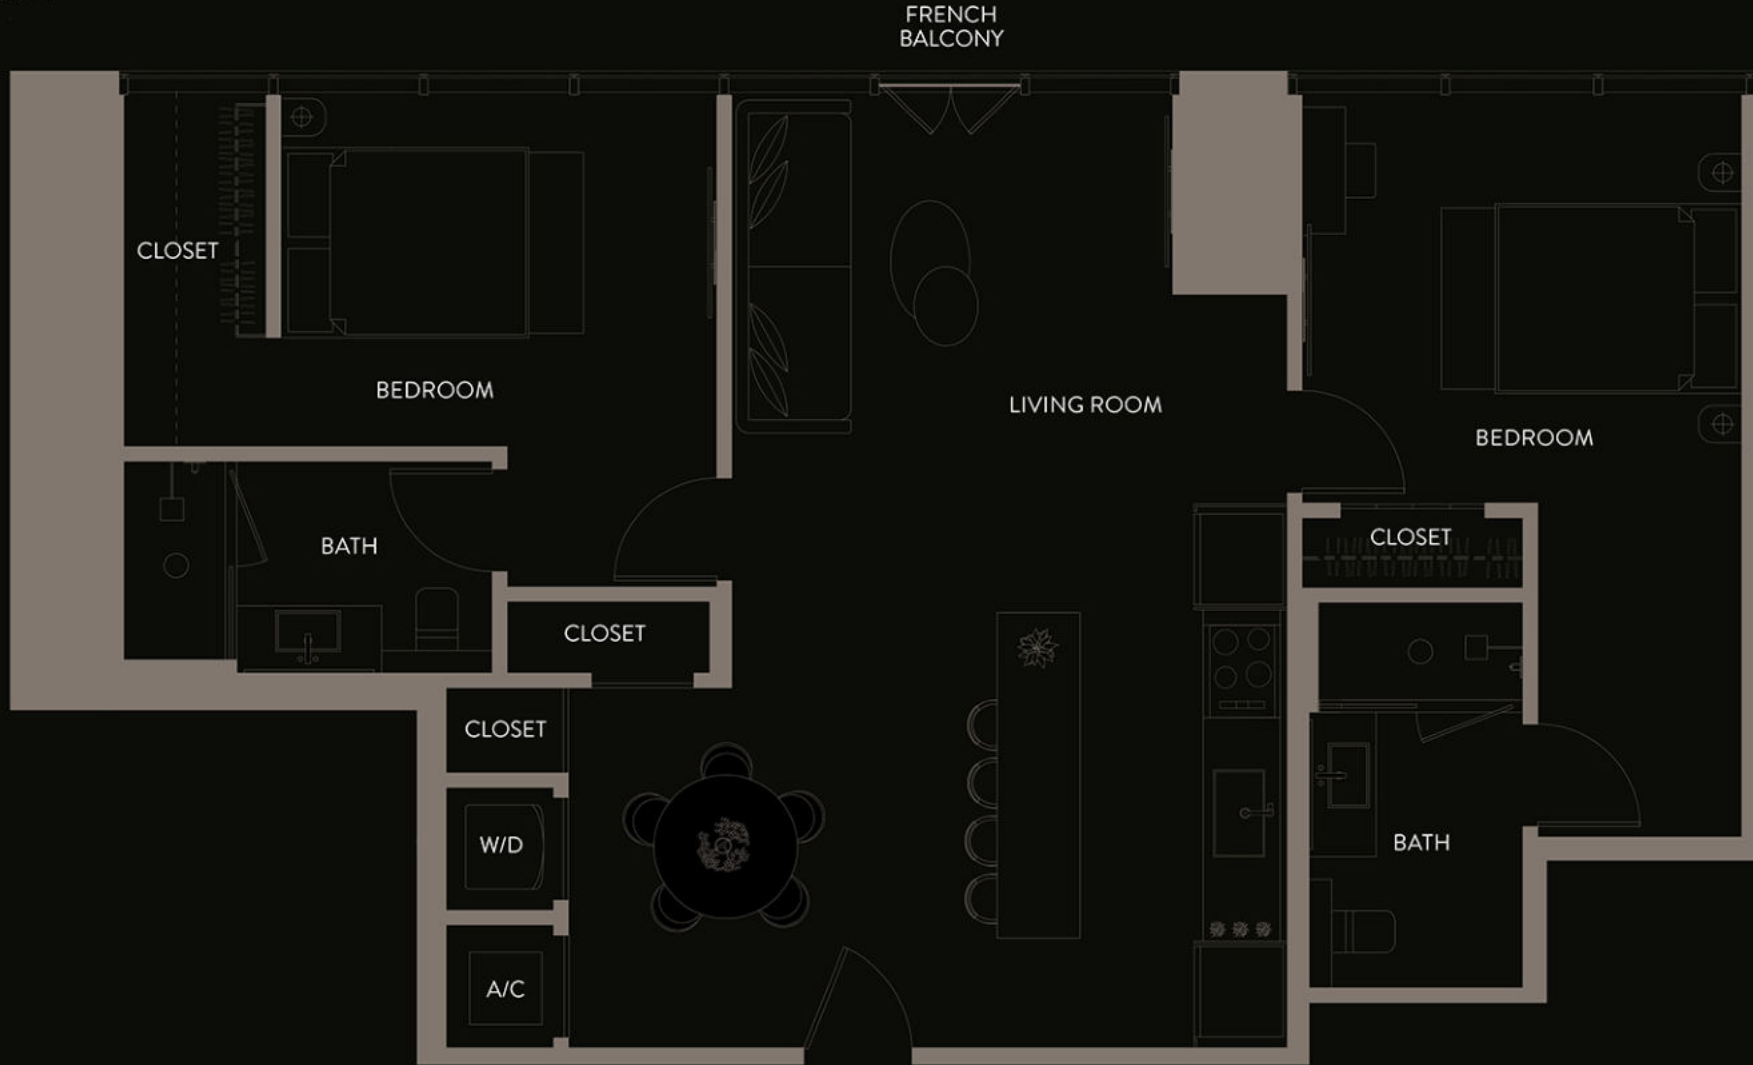 FRENCH
BALCONY
CLOSET
BEDROOM
LIVING ROOM
BEDROOM
CLOSET
BATH
CLOSET
CLOSET
W/D
BATH
A/C